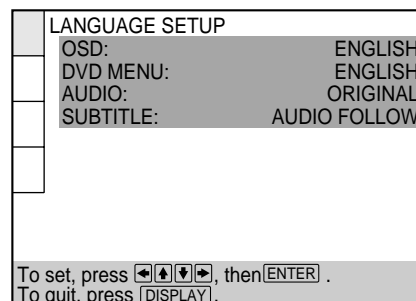 LANGUAGE SETUP
OSD: ENGLISH
DVD MENU: ENGLISH
AUDIO: ORIGINAL
SUBTITLE: AUDIO FOLLOW
To set, press ←↑↓→, then ENTER .
To quit, press DISPLAY.